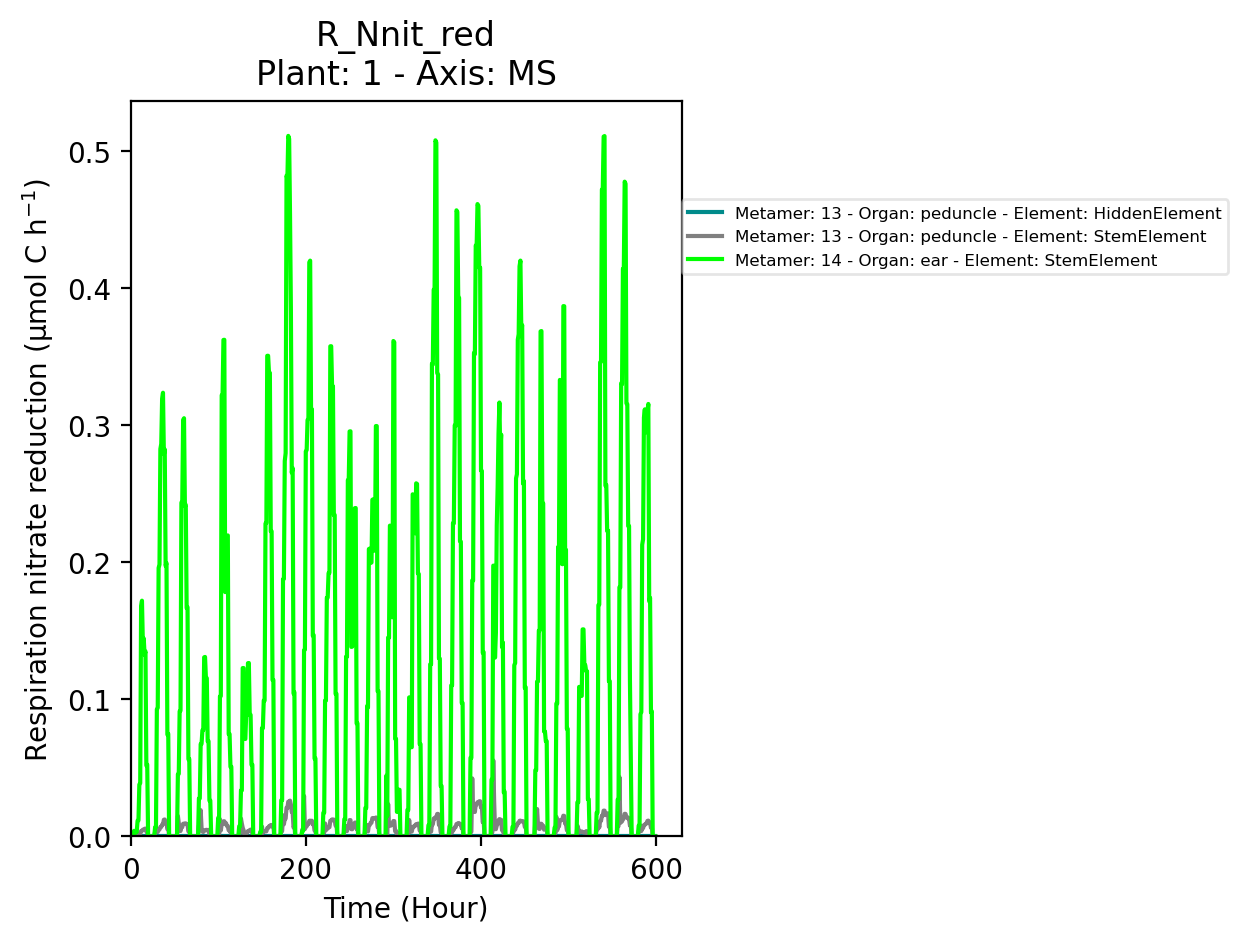 R_Nnit_red
Plant: 1 - Axis: MS
Respiration nitrate reduction (µmol C h⁻¹)
0.5
0.4
0.3
0.2
0.1
0.0
0
200
400
600
Time (Hour)
Metamer: 13 - Organ: peduncle - Element: HiddenElement
Metamer: 13 - Organ: peduncle - Element: StemElement
Metamer: 14 - Organ: ear - Element: StemElement